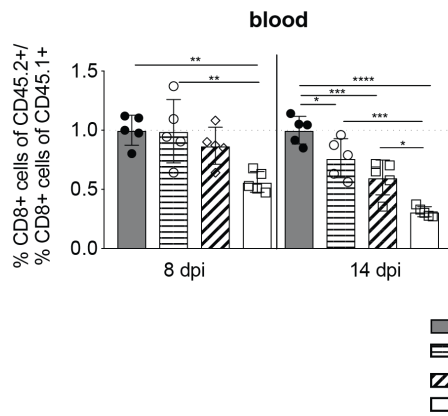 blood
% CD8+ cells of CD45.2+/
% CD8+ cells of CD45.1+
1.5
1.0
0.5
0.0
**
**
****
***
*
***
*
8 dpi
14 dpi